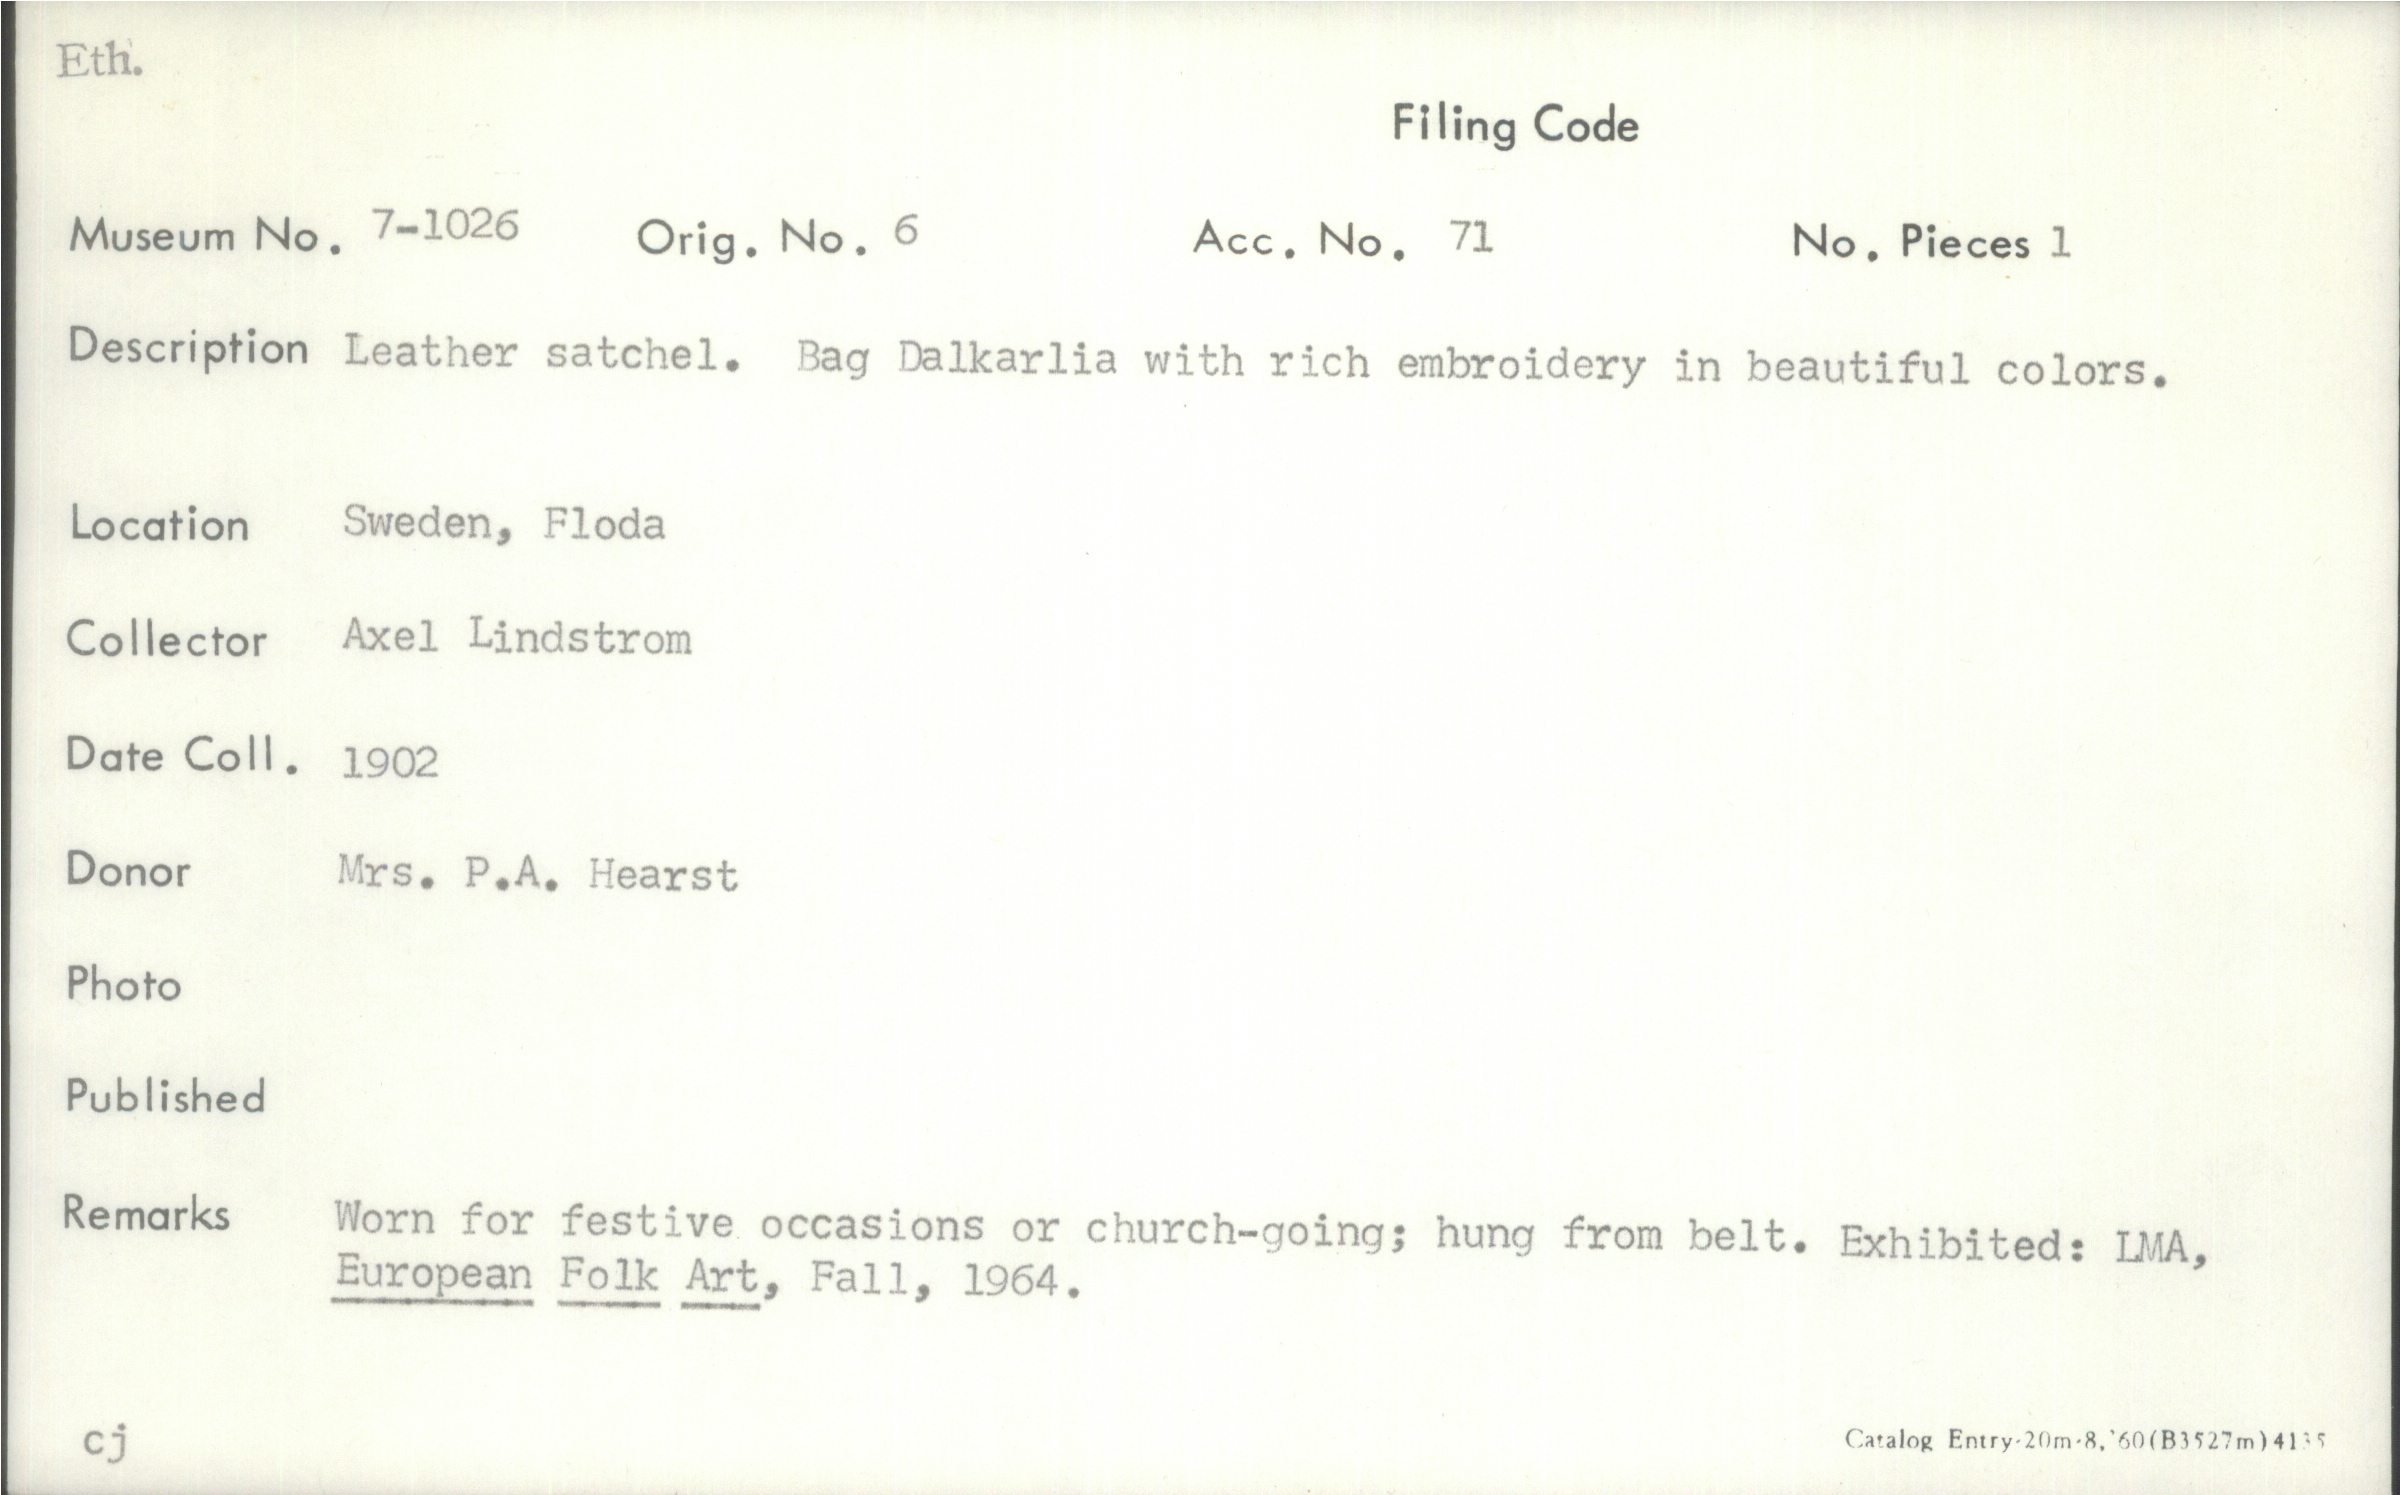 Eth.
Filing Code
Museum No. 7-1026 Orig. No. 6 Acc. No. 71 No. Pieces 1
Description Leather satchel. Bag Dalkarlia with rich embroidery in beautiful colors.
Location Sweden, Floda
Collector Axel Lindstrom
Date Coll. 1902
Donor Mrs. P.A. Hearst
Photo
Published
Remarks Worn for festive occasions or church-going; hung from belt. Exhibited: LMA,
European Folk Art, Fall, 1964.
cj
Catalog Entry-20m-8,'60(B3527m)4135